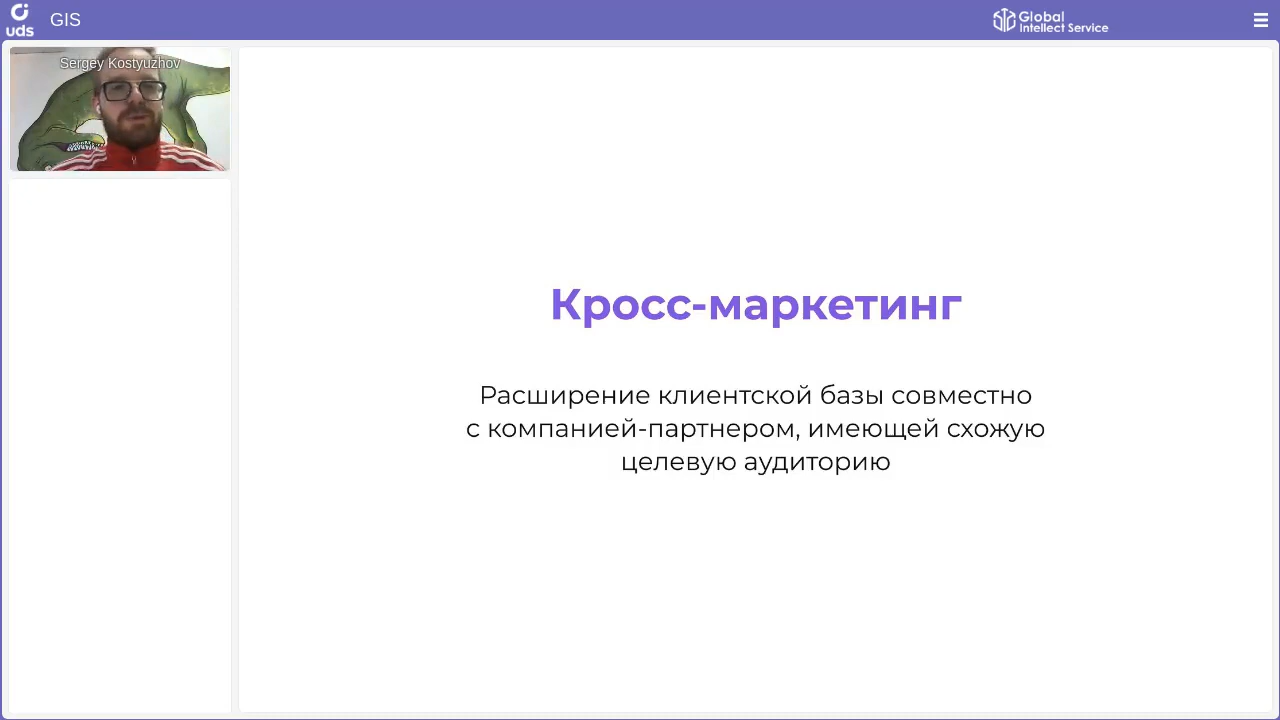 uds
GIS
Global
Intellect Service
Sergey Kostyuzhov
Кросс-маркетинг
Расширение клиентской базы совместно
с компанией-партнером, имеющей схожую
целевую аудиторию